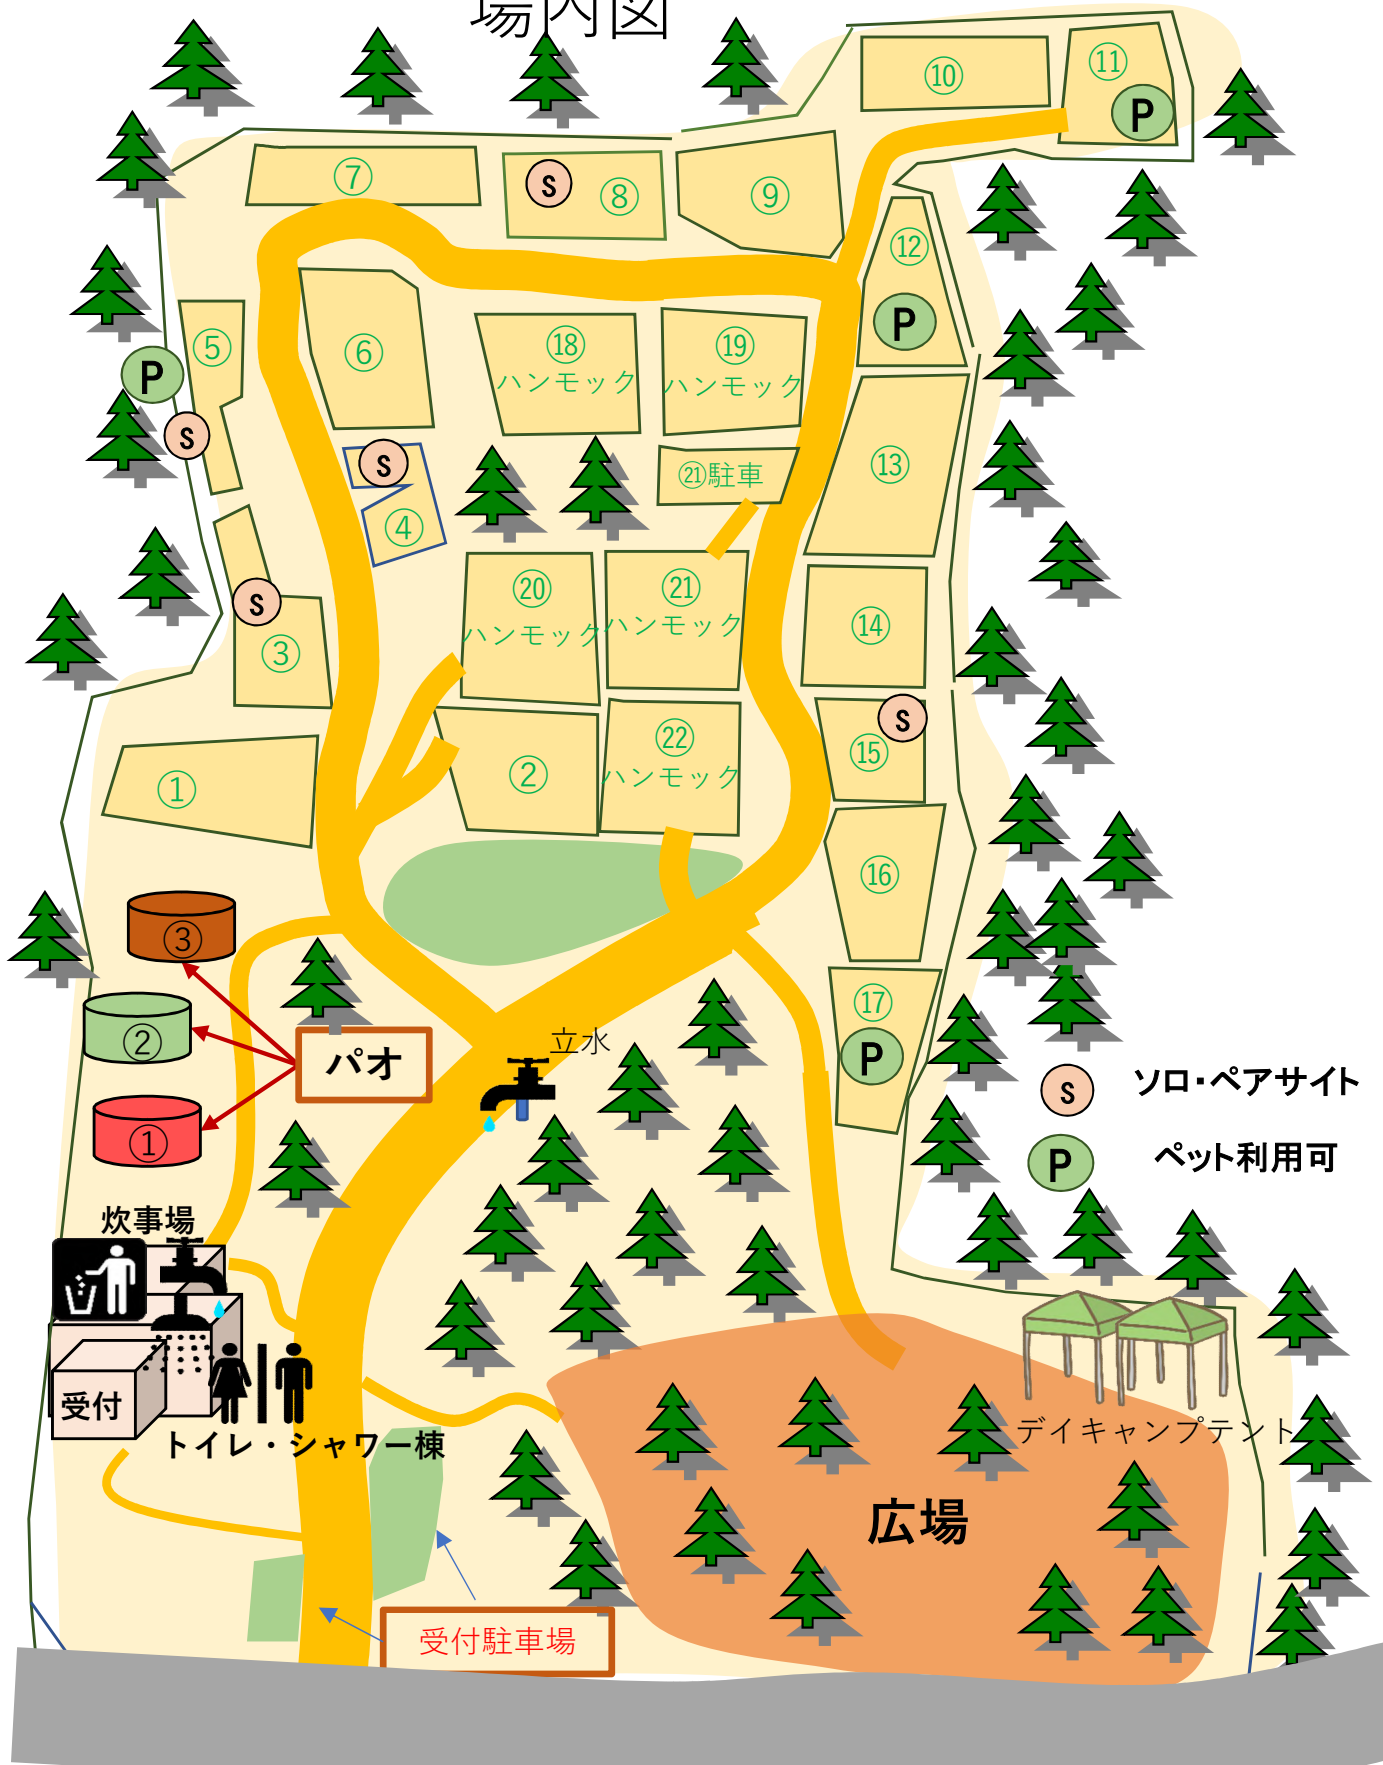 場内図
⑩
⑪
P
⑦
S
⑧
⑨
⑫
P
⑤
P
S
⑥
⑱
ハンモック
⑲
ハンモック
S
④
㉑駐車
⑬
⑳
ハンモック
㉑
ハンモック
⑭
S
③
S
⑮
①
②
㉒
ハンモック
⑯
③
②
①
パオ
立水
⑰
P
S
ソロ・ペアサイト
P
ペット利用可
炊事場
受付
トイレ・シャワー棟
デイキャンプテント
広場
受付駐車場